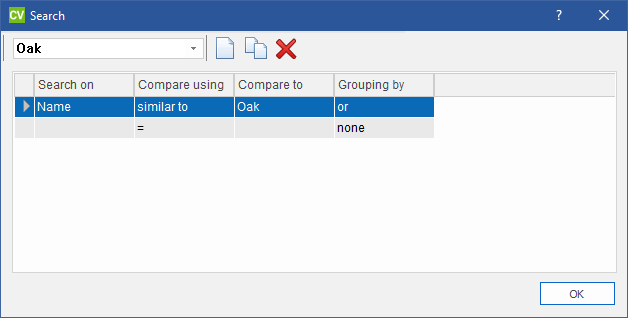 CV Search ?
Oak
Search on Compare using Compare to Grouping by
Name similar to Oak or
= none
OK